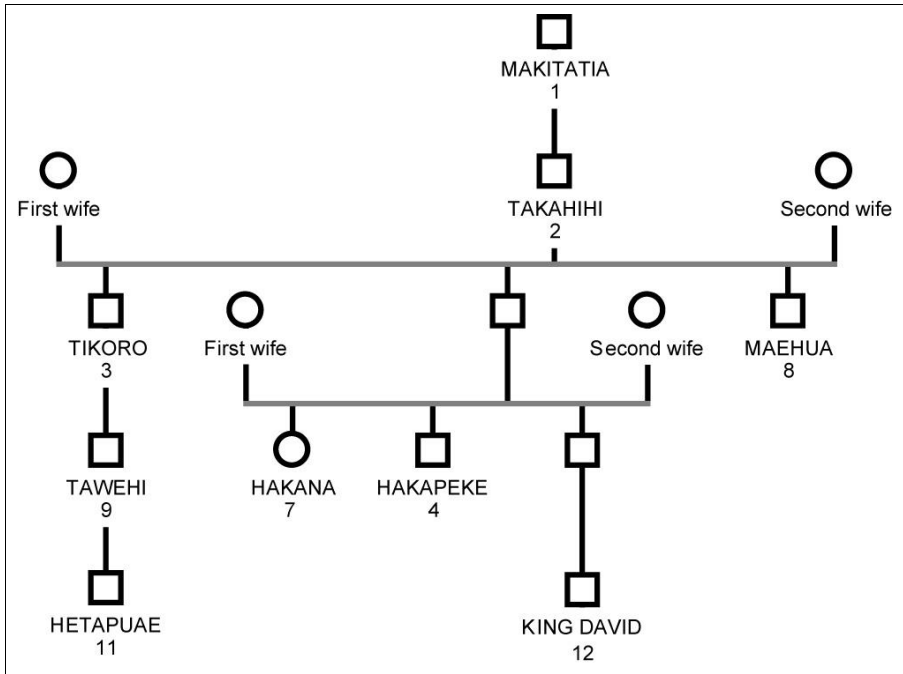 MAKITATIA
1
First wife
TAKAHIHI
2
Second wife
TIKORO
3
First wife
Second wife
MAEHUA
8
TAWEHI
9
HAKANA
7
HAKAPEKE
4
HETAPUAE
11
KING DAVID
12